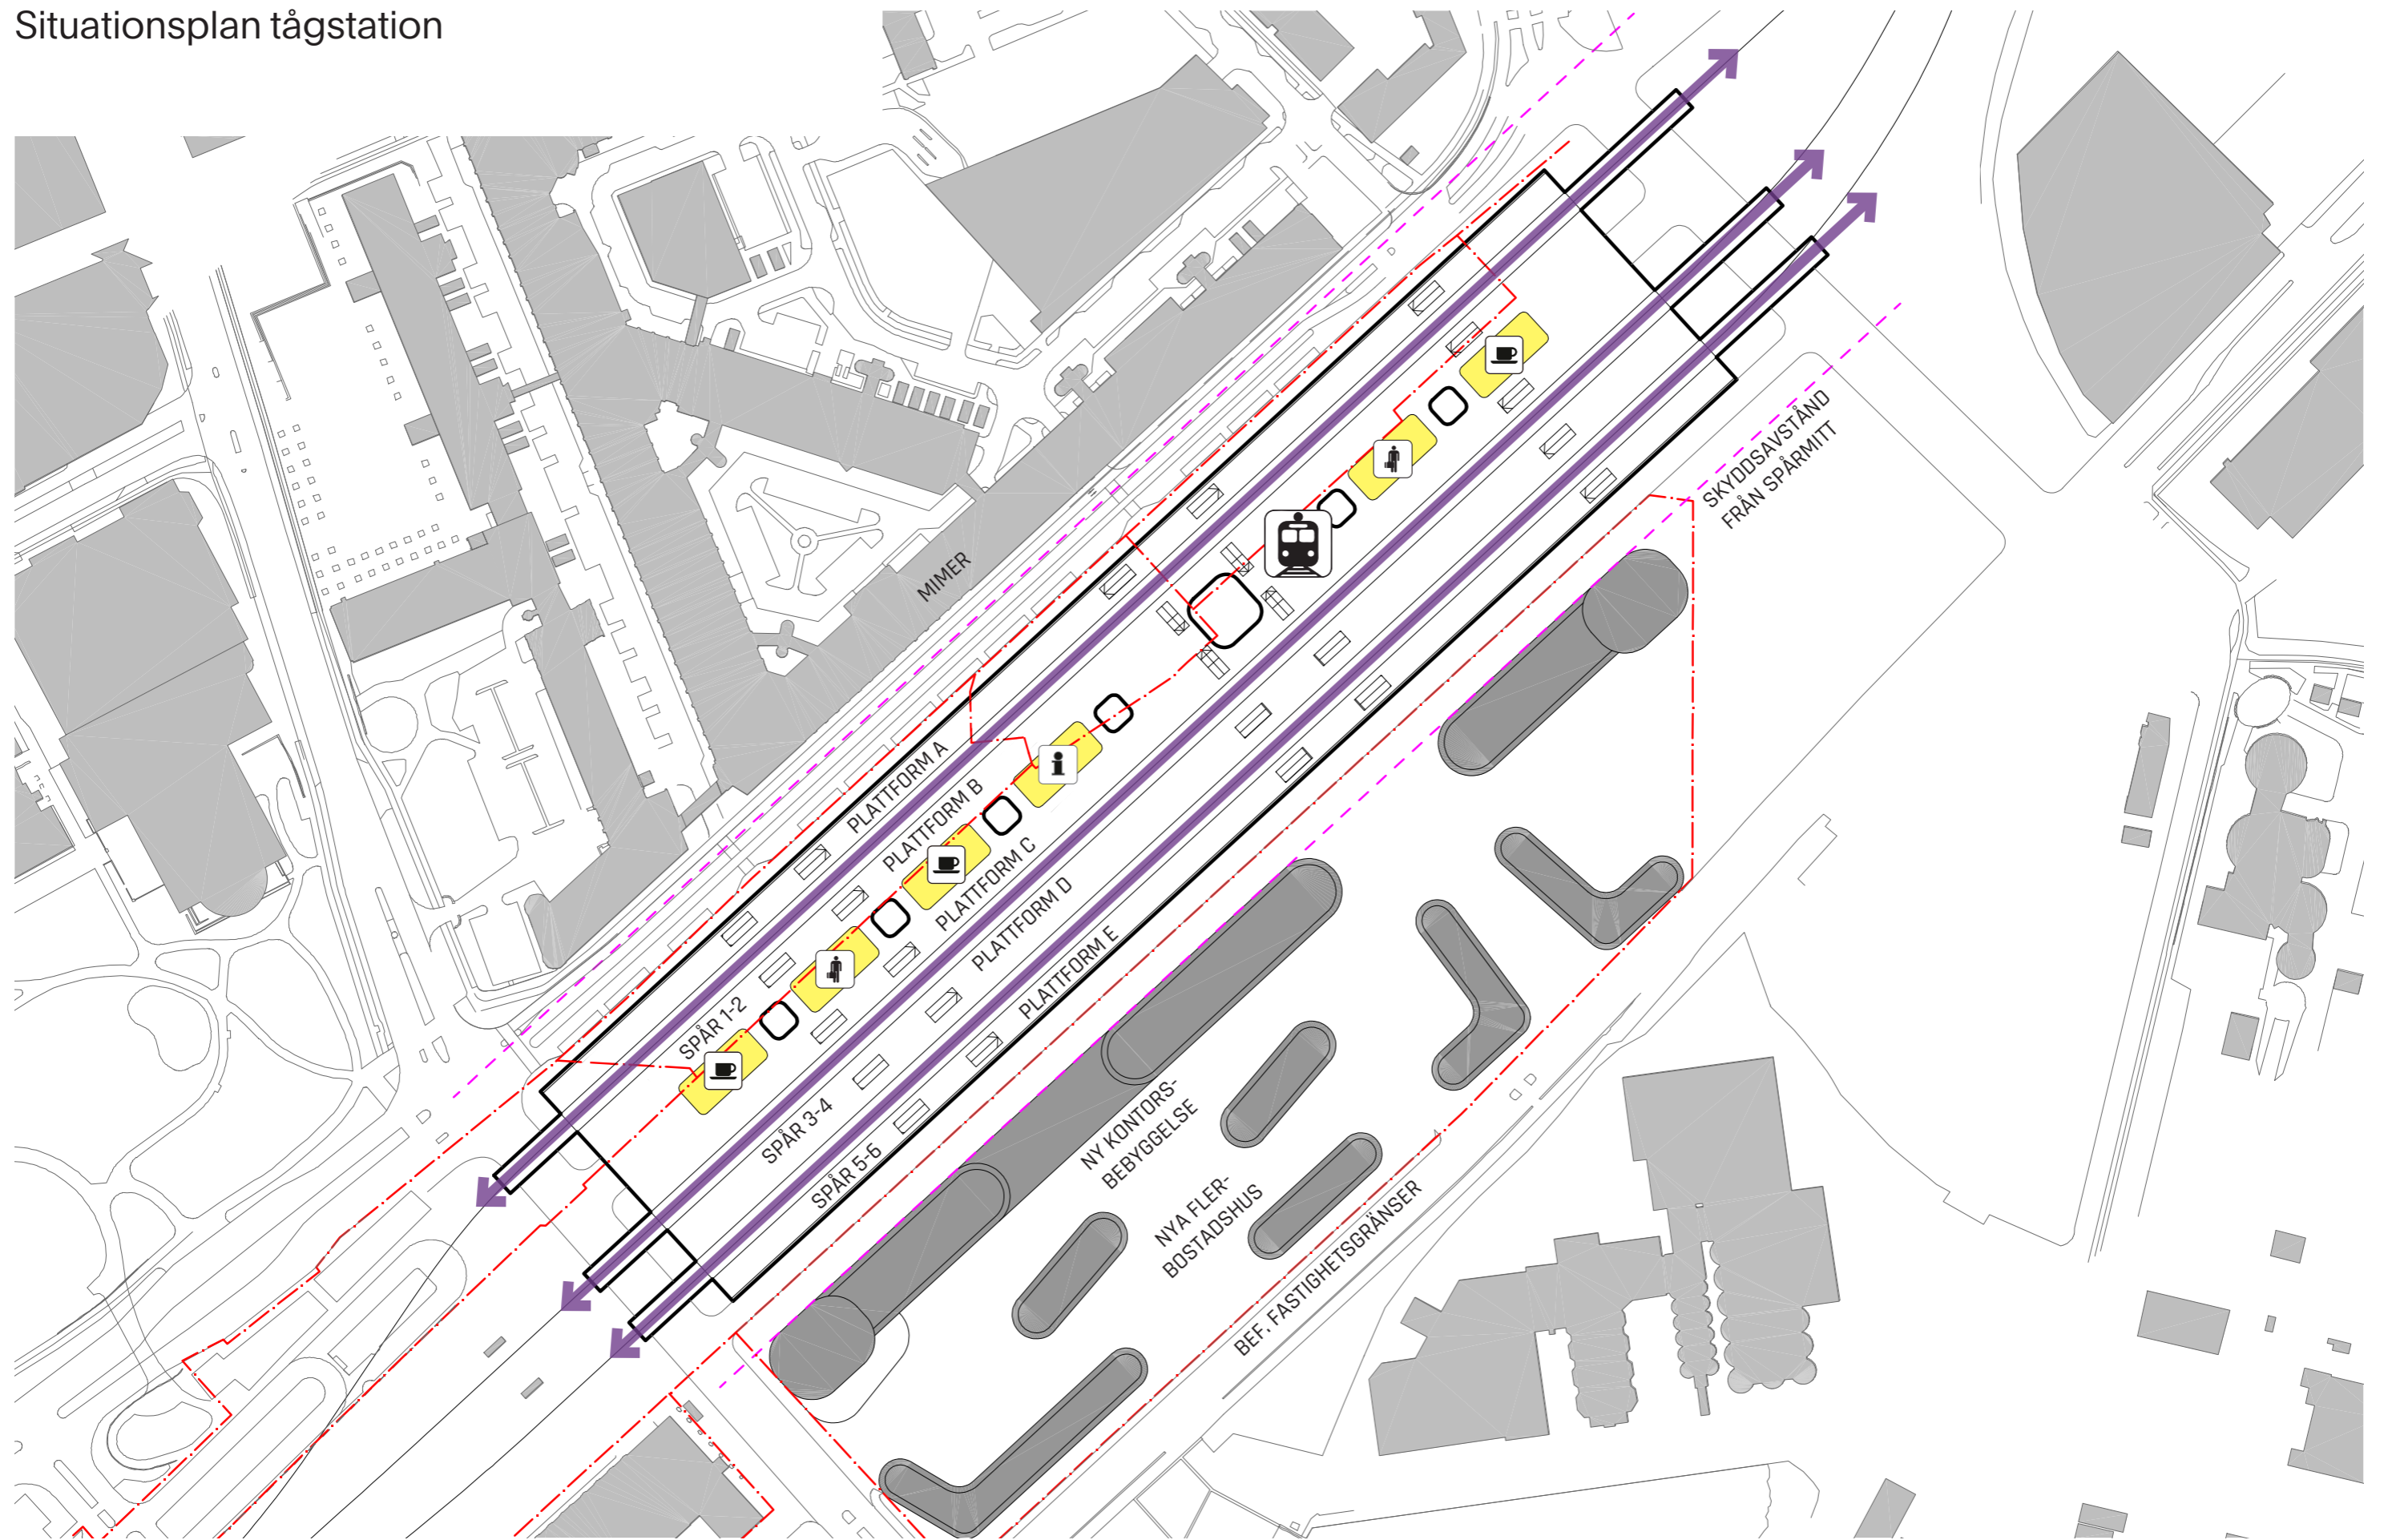 Situationsplan tågstation
SKYDDSAVSTÅND
FRÅN SPÅRMITT
MIMER
PLATTFORM A
PLATTFORM B
PLATTFORM C
PLATTFORM D
PLATTFORM E
SPÅR 1-2
SPÅR 3-4
SPÅR 5-6
NY KONTORS-
BEBYGGELSE
NYA FLER-
BOSTADSHUS
BEF. FASTIGHETSGRÄNSER